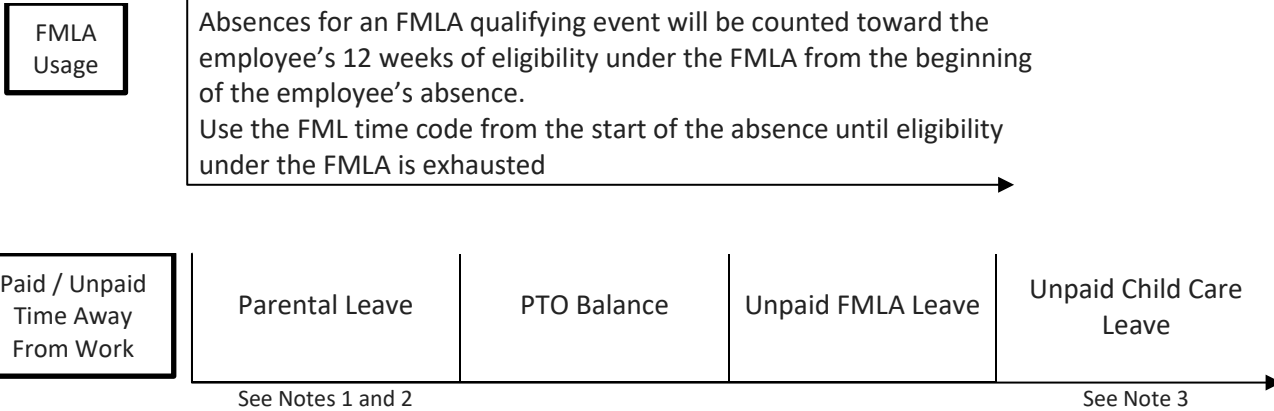 FMLA
Usage
Absences for an FMLA qualifying event will be counted toward the
employee’s 12 weeks of eligibility under the FMLA from the beginning
of the employee’s absence.
Use the FML time code from the start of the absence until eligibility
under the FMLA is exhausted
Paid / Unpaid
Time Away
From Work
Parental Leave
PTO Balance
Unpaid FMLA Leave
Unpaid Child Care
Leave
See Notes 1 and 2
See Note 3